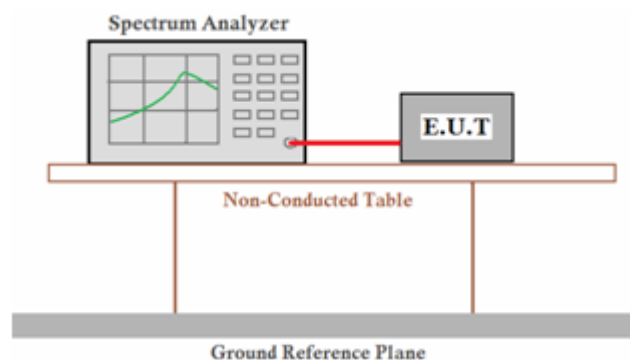 Spectrum Analyzer
E.U.T
Non-Conducted Table
Ground Reference Plane